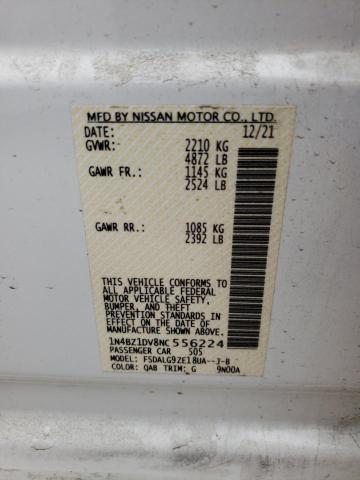 MFD BY NISSAN MOTOR CO., LTD.
DATE: 12/21
GVWR: 2210 KG
4872 LB
GAWR FR.: 1145 KG
2524 LB
GAWR RR.: 1085 KG
2392 LB
THIS VEHICLE CONFORMS TO
ALL APPLICABLE FEDERAL
MOTOR VEHICLE SAFETY,
BUMPER, AND THEFT
PREVENTION STANDARDS IN
EFFECT ON THE DATE OF
MANUFACTURE SHOWN ABOVE.
1N4BZ1DV8NC556224
PASSENGER CAR 505
MODEL: FSDALG9ZE18UA--J-B
COLOR: QAB TRIM: G 9N00A